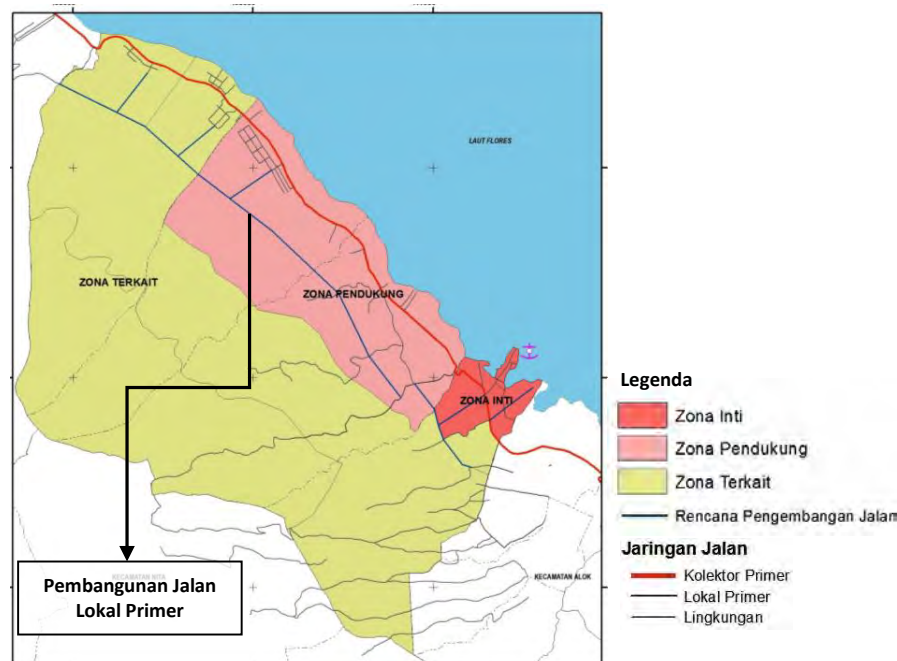 LAUT FLORES
ZONA TERKAIT
ZONA PENDUKUNG
ZONA INTI
KECAMATAN ALOK
Pembangunan Jalan
Lokal Primer
Legenda
Zona Inti
Zona Pendukung
Zona Terkait
Rencana Pengembangan Jalam
Jaringan Jalan
Kolektor Primer
Lokal Primer
Lingkungan